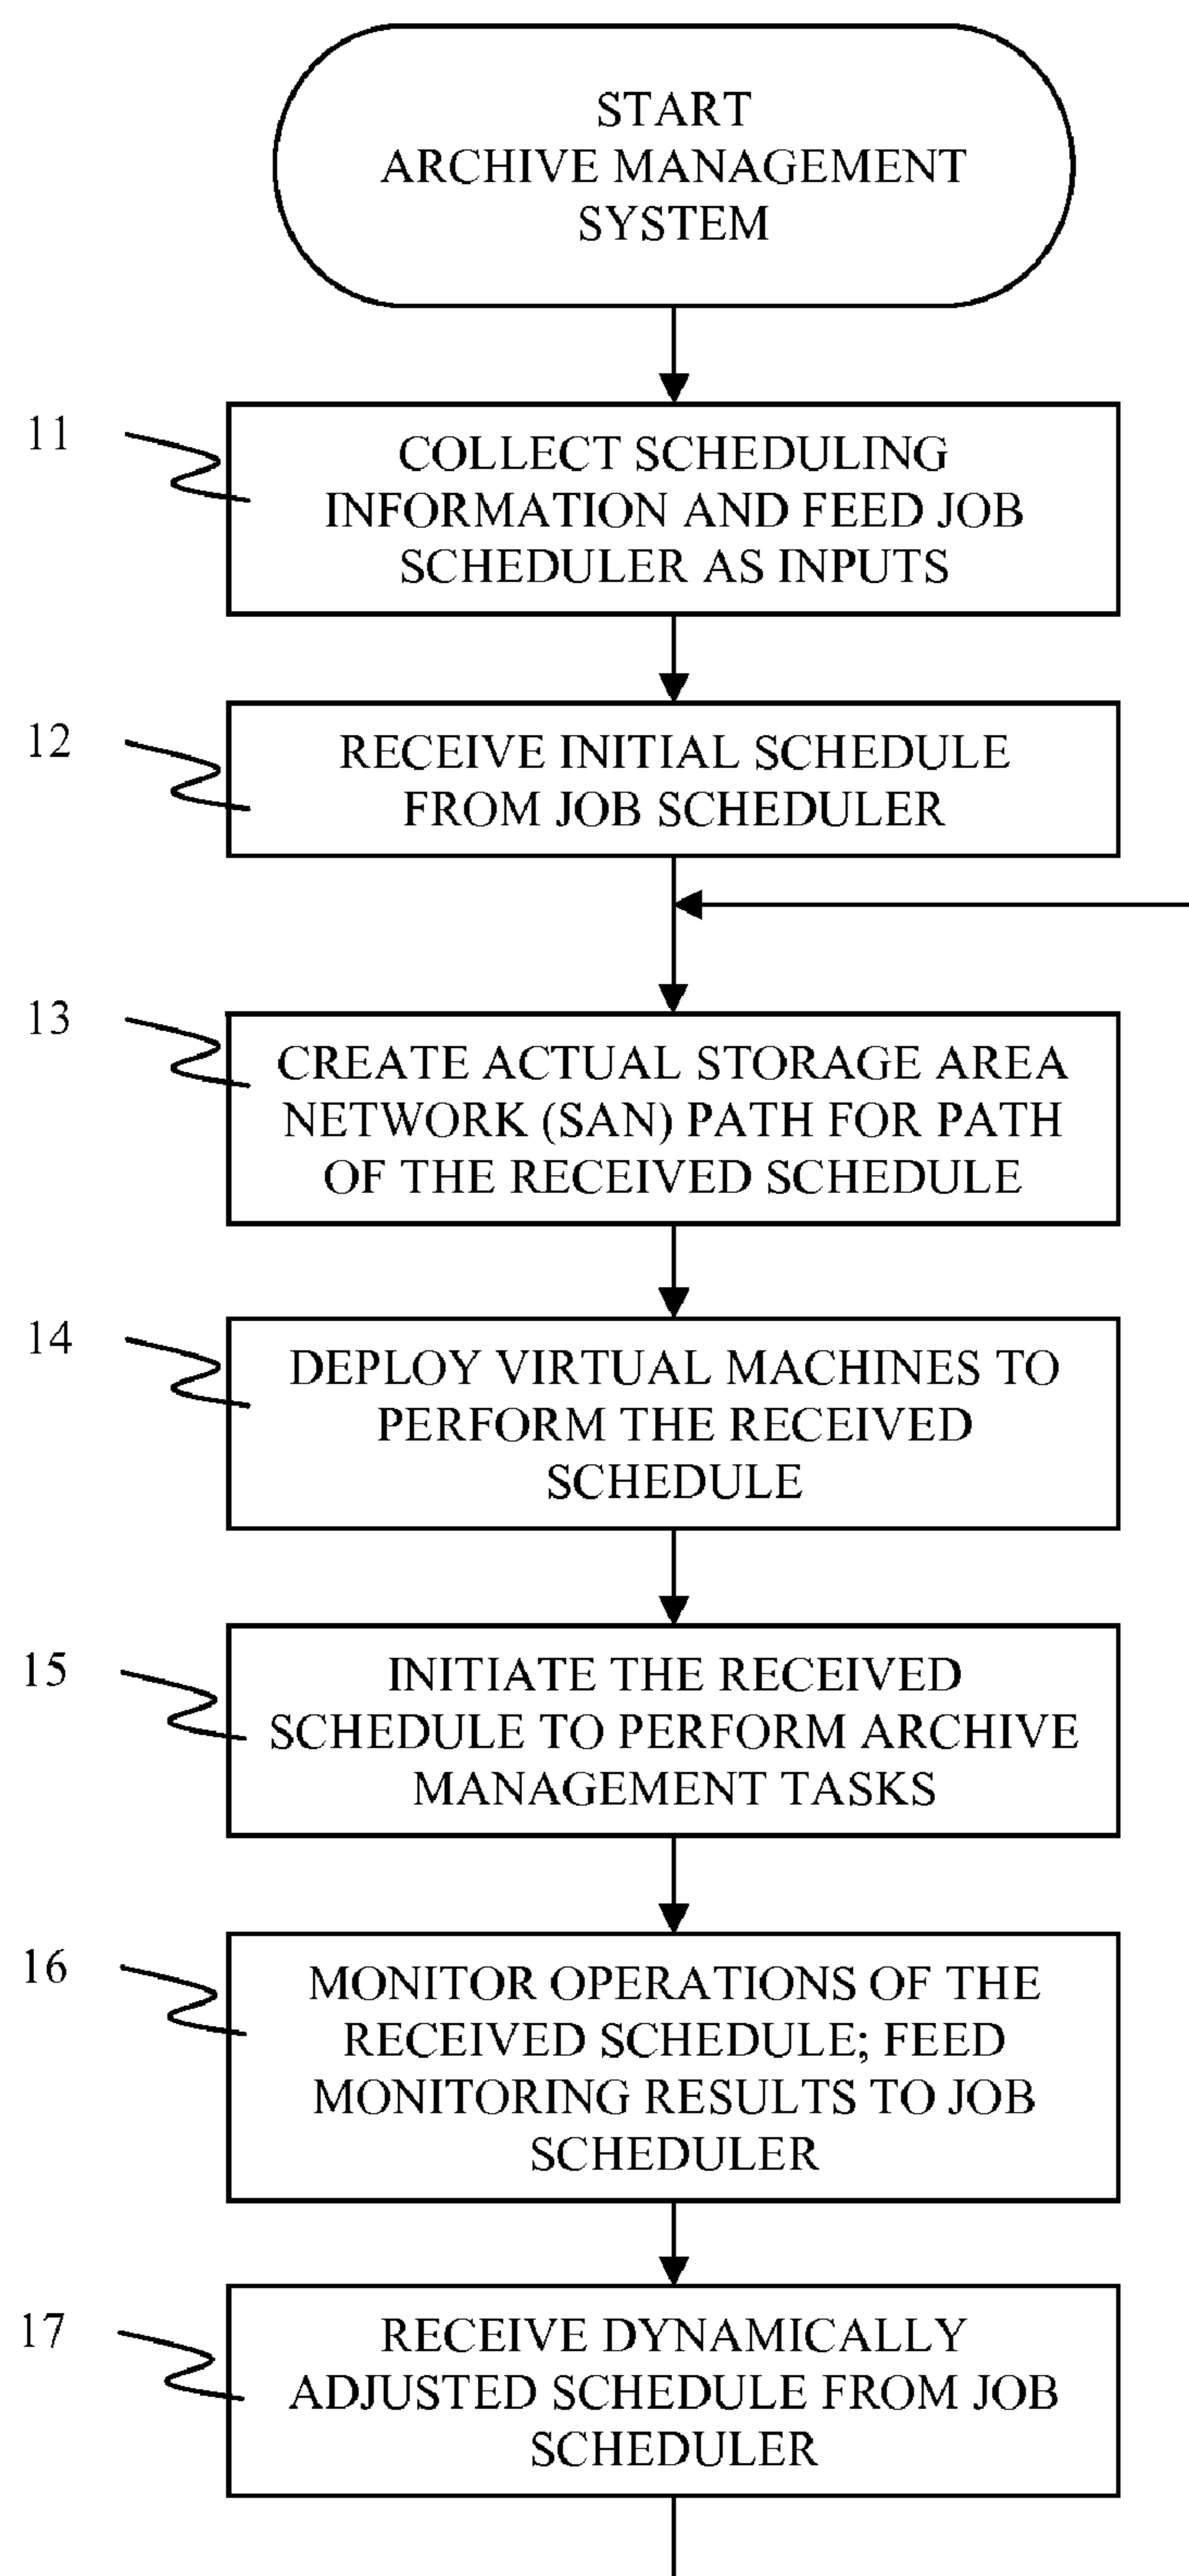 START
ARCHIVE MANAGEMENT
SYSTEM
11
COLLECT SCHEDULING
INFORMATION AND FEED JOB
SCHEDULER AS INPUTS
12
RECEIVE INITIAL SCHEDULE
FROM JOB SCHEDULER
13
CREATE ACTUAL STORAGE AREA
NETWORK (SAN) PATH FOR PATH
OF THE RECEIVED SCHEDULE
14
DEPLOY VIRTUAL MACHINES TO
PERFORM THE RECEIVED
SCHEDULE
15
INITIATE THE RECEIVED
SCHEDULE TO PERFORM ARCHIVE
MANAGEMENT TASKS
16
MONITOR OPERATIONS OF THE
RECEIVED SCHEDULE; FEED
MONITORING RESULTS TO JOB
SCHEDULER
17
RECEIVE DYNAMICALLY
ADJUSTED SCHEDULE FROM JOB
SCHEDULER